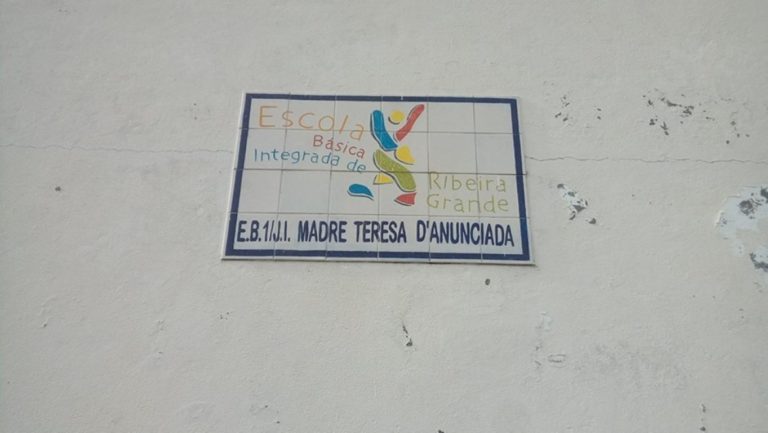 Escola
Básica
Integrada de
Ribeira
Grande
E.B.1/J.I. MADRE TERESA D'ANUNCIADA